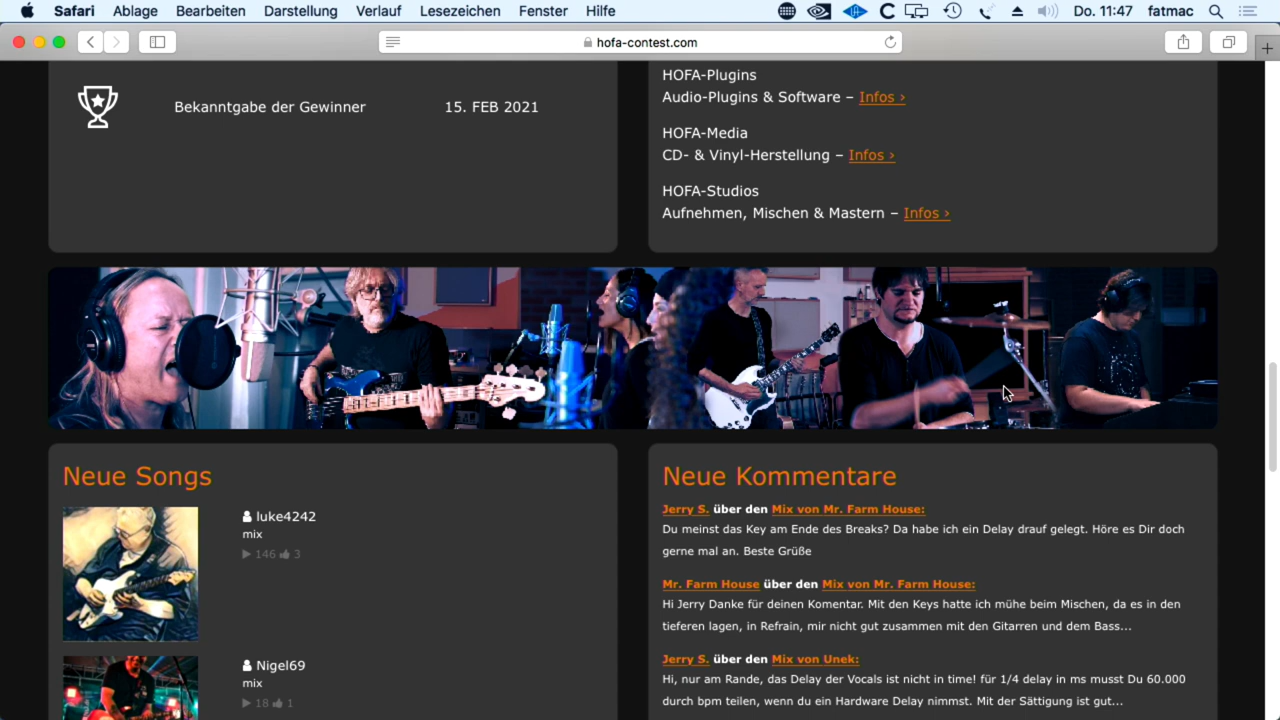 Safari Ablage Bearbeiten Darstellung Verlauf Lesezeichen Fenster Hilfe Do. 11:47 fatmac
hofa-contest.com
Bekanntgabe der Gewinner 15. FEB 2021
HOFA-Plugins
Audio-Plugins & Software – Infos ›
HOFA-Media
CD- & Vinyl-Herstellung – Infos ›
HOFA-Studios
Aufnehmen, Mischen & Mastern – Infos ›
Neue Songs
luke4242
mix
146 3
Nigel69
mix
18 1
Neue Kommentare
Jerry S. über den Mix von Mr. Farm House:
Du meinst das Key am Ende des Breaks? Da habe ich ein Delay drauf gelegt. Höre es Dir doch
gerne mal an. Beste Grüße
Mr. Farm House über den Mix von Mr. Farm House:
Hi Jerry Danke für deinen Komentar. Mit den Keys hatte ich mühe beim Mischen, da es in den
tieferen lagen, in Refrain, mir nicht gut zusammen mit den Gitarren und dem Bass...
Jerry S. über den Mix von Unek:
Hi, nur am Rande, das Delay der Vocals ist nicht in time! für 1/4 delay in ms musst Du 60.000
durch bpm teilen, wenn du ein Hardware Delay nimmst. Mit der Sättigung ist gut...